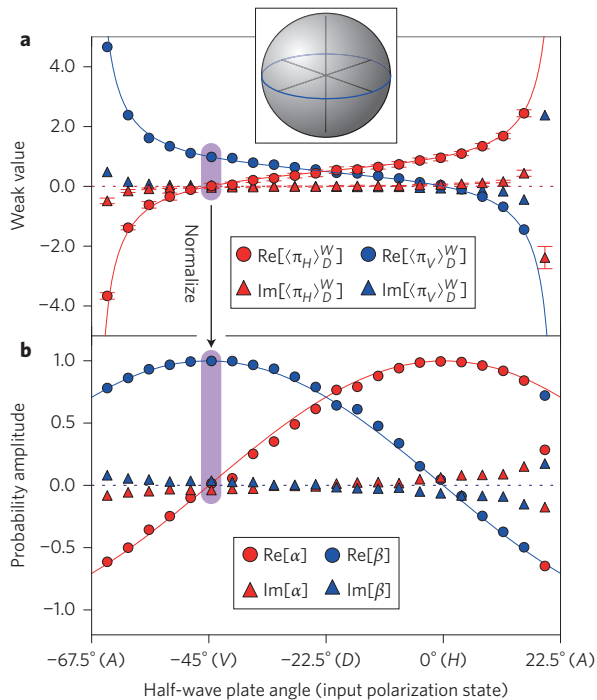 a
4.0
2.0
0.0
-2.0
-4.0
Weak value
Re[⟨π_H⟩_D^W] Re[⟨π_V⟩_D^W]
Im[⟨π_H⟩_D^W] Im[⟨π_V⟩_D^W]
Normalize
b
1.0
0.5
0.0
-0.5
-1.0
Probability amplitude
Re[α] Re[β]
Im[α] Im[β]
-67.5° (A) -45° (V) -22.5° (D) 0° (H) 22.5° (A)
Half-wave plate angle (input polarization state)